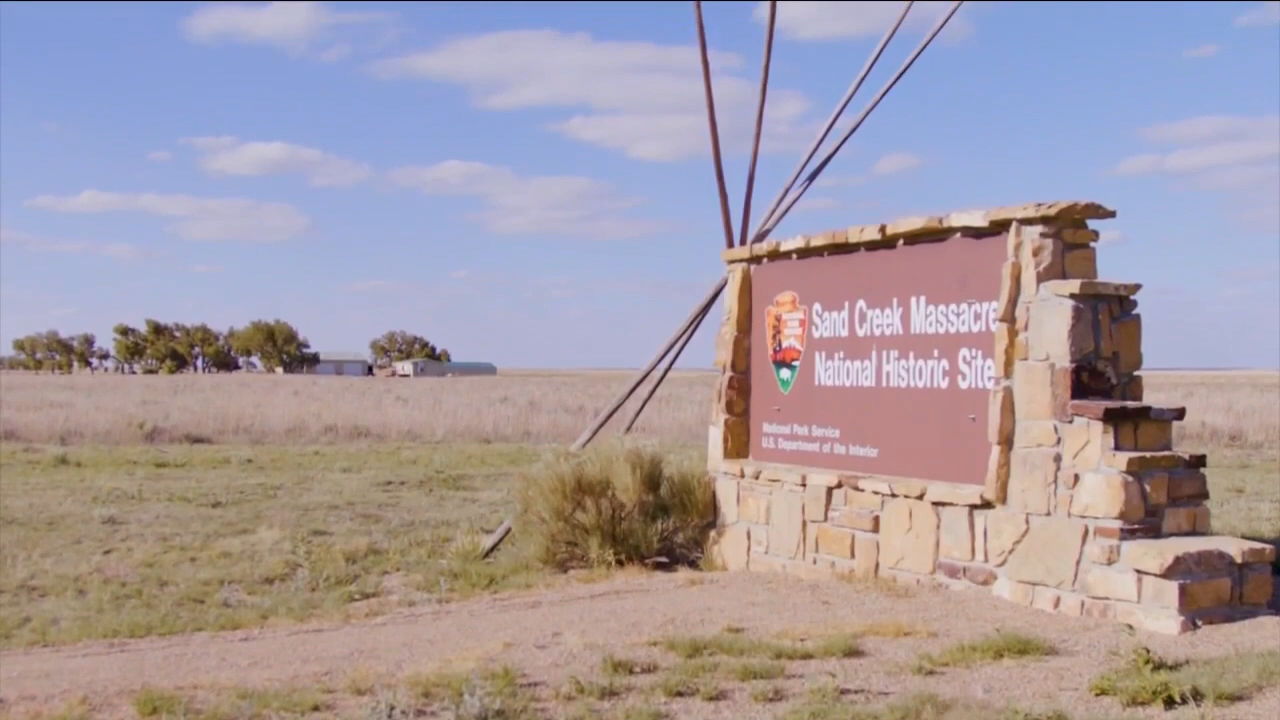 Sand Creek Massacre
National Historic Site
National Park Service
U.S. Department of the Interior